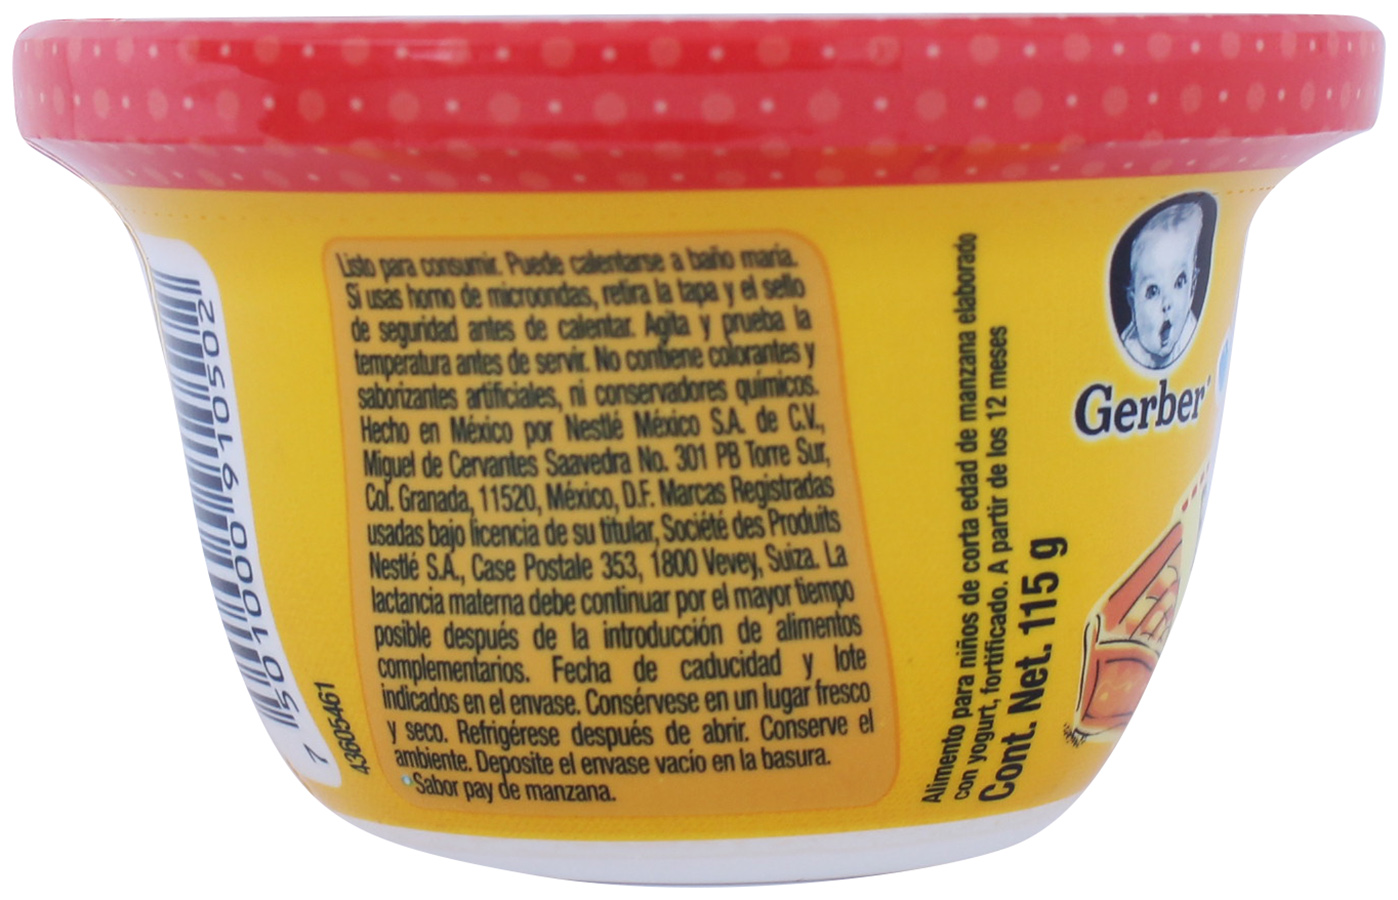 Listo para consumir. Puede calentarse a baño maría.
Si usas horno de microondas, retira la tapa y el sello
de seguridad antes de calentar. Agita y prueba la
temperatura antes de servir. No contiene colorantes y
saborizantes artificiales, ni conservadores químicos.
Hecho en México por Nestlé México S.A. de C.V.,
Miguel de Cervantes Saavedra No. 301 PB Torre Sur,
Col. Granada, 11520, México, D.F. Marcas Registradas
usadas bajo licencia de su titular, Société des Produits
Nestlé S.A., Case Postale 353, 1800 Vevey, Suiza. La
lactancia materna debe continuar por el mayor tiempo
posible después de la introducción de alimentos
complementarios. Fecha de caducidad y lote
indicados en el envase. Consérvese en un lugar fresco
y seco. Refrigérese después de abrir. Conserve el
ambiente. Deposite el envase vacío en la basura.
*Sabor pay de manzana.
7 501000 910502
43605461
Alimento para niños de corta edad de manzana elaborado
con yogurt, fortificado. A partir de los 12 meses
Cont. Net. 115 g
Gerber